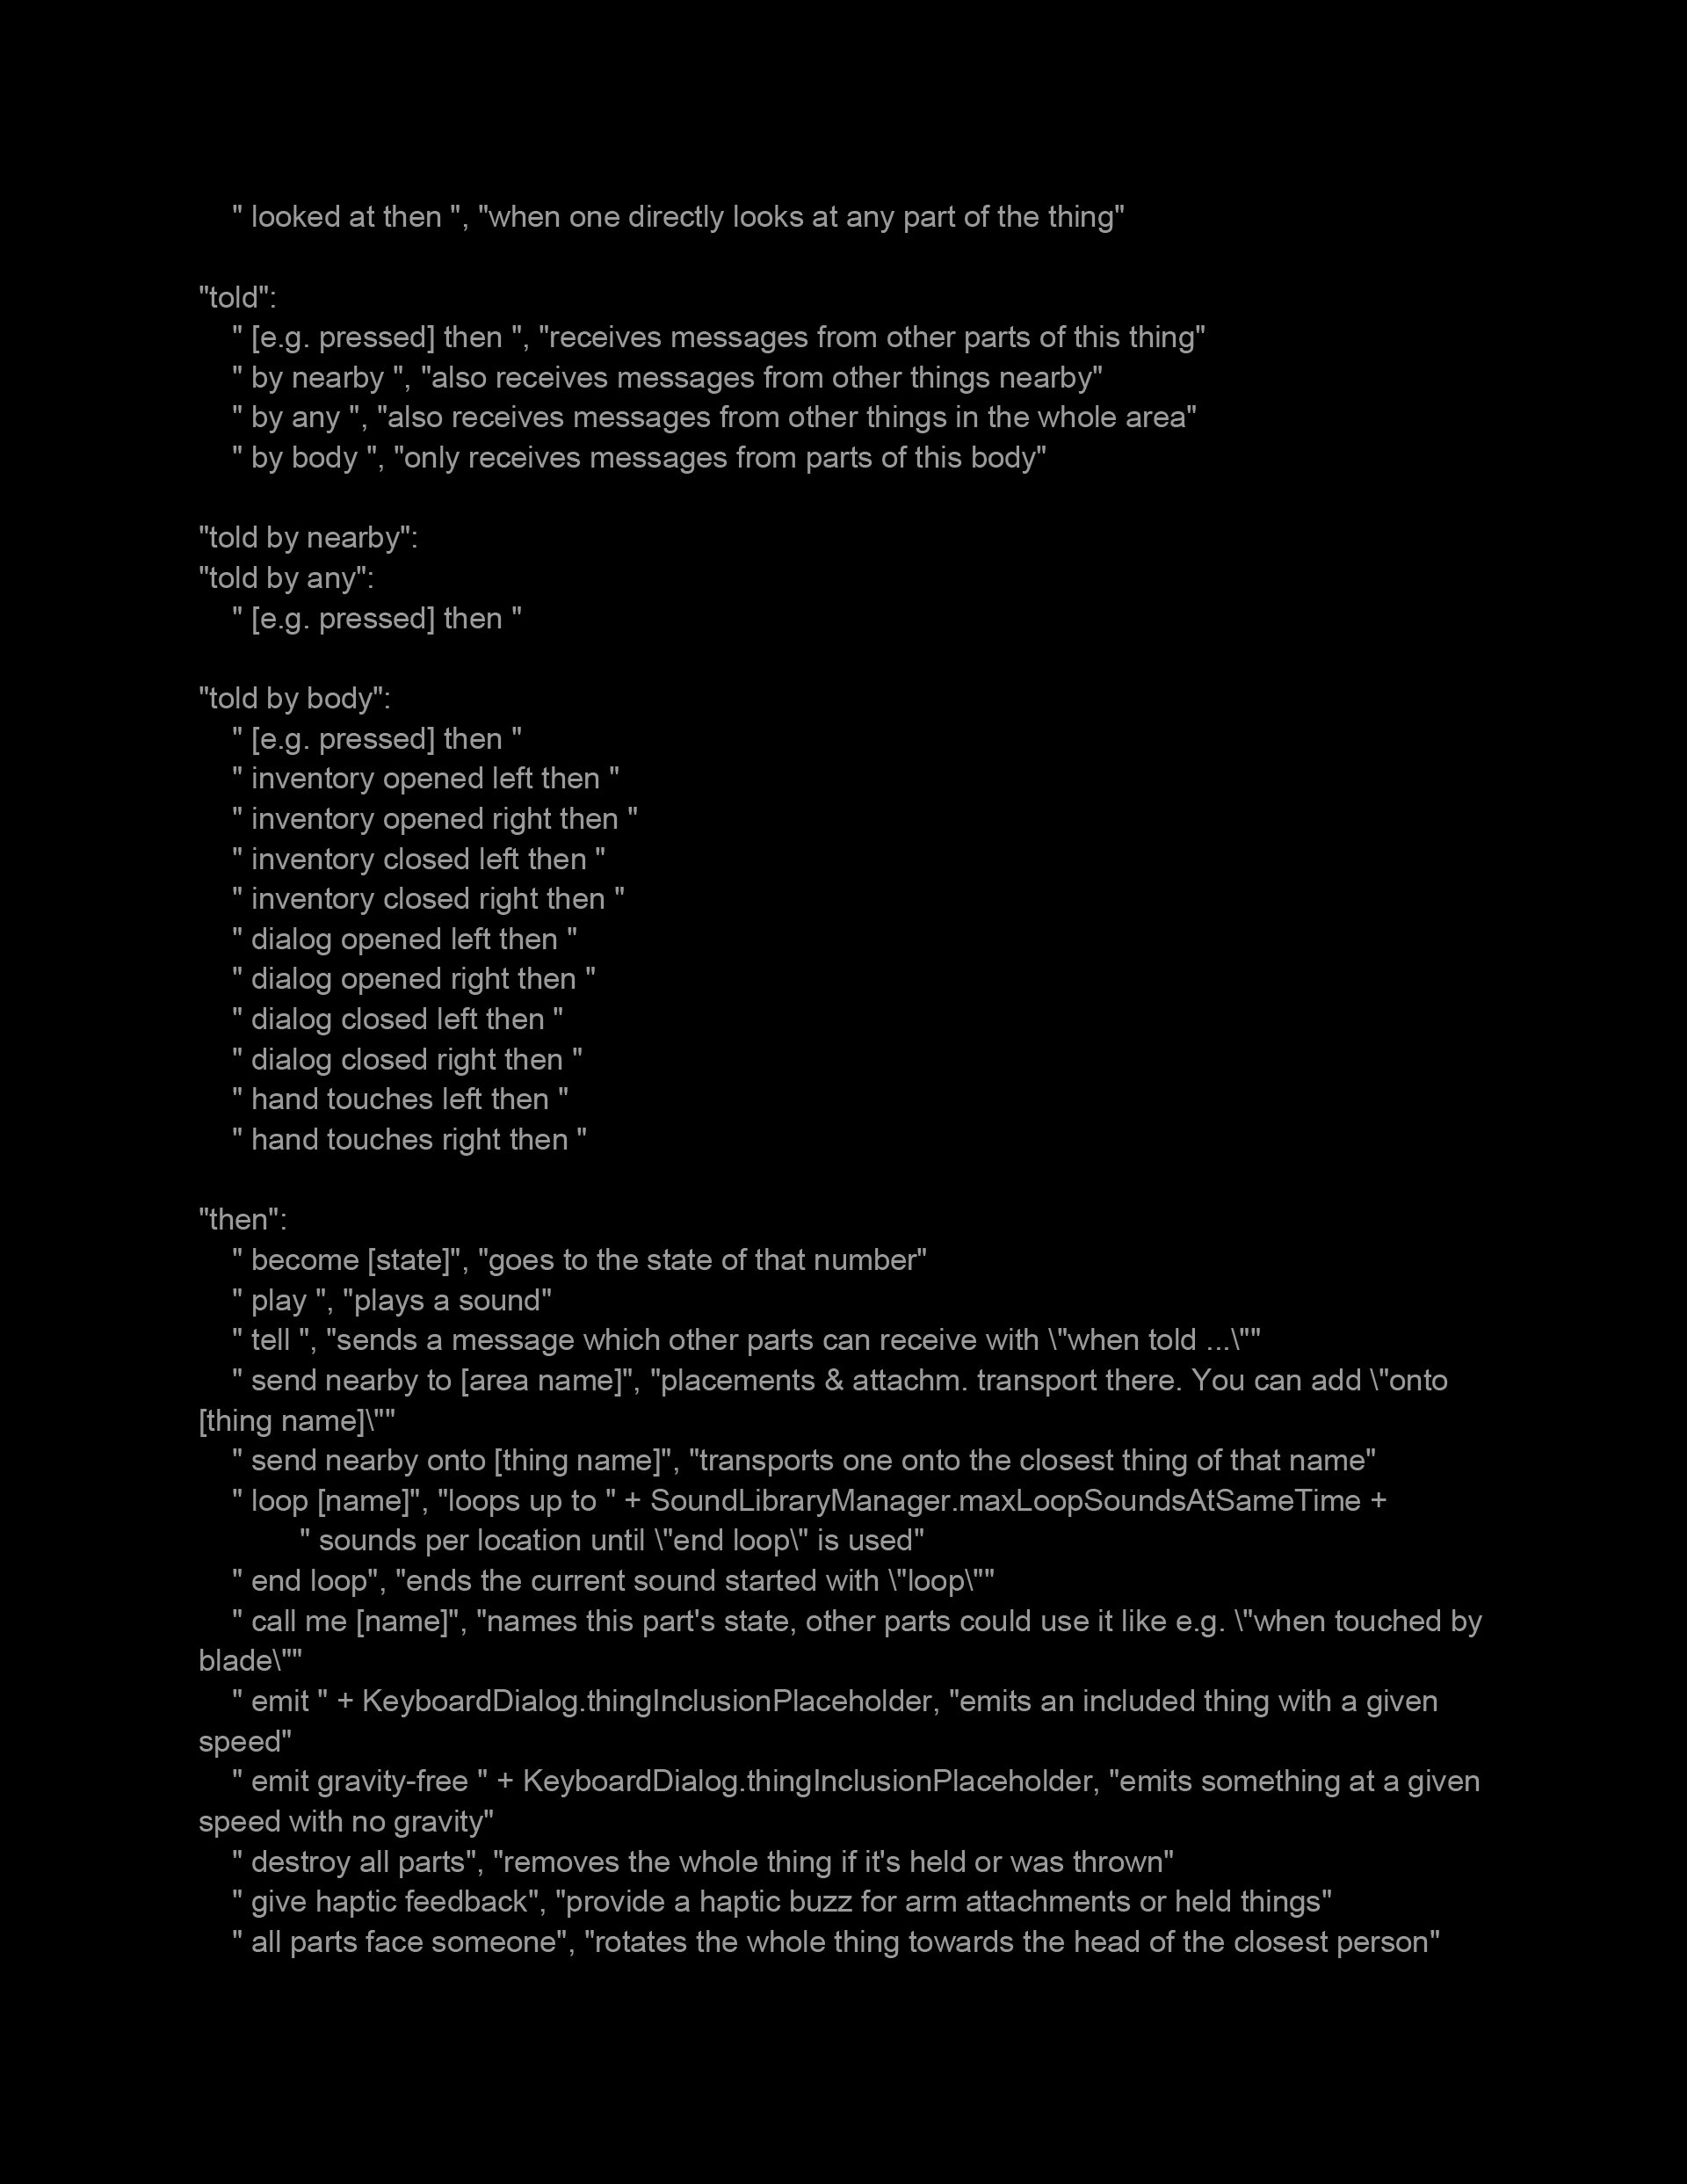 " looked at then ", "when one directly looks at any part of the thing"
"told":
" [e.g. pressed] then ", "receives messages from other parts of this thing"
" by nearby ", "also receives messages from other things nearby"
" by any ", "also receives messages from other things in the whole area"
" by body ", "only receives messages from parts of this body"
"told by nearby":
"told by any":
" [e.g. pressed] then "
"told by body":
" [e.g. pressed] then "
" inventory opened left then "
" inventory opened right then "
" inventory closed left then "
" inventory closed right then "
" dialog opened left then "
" dialog opened right then "
" dialog closed left then "
" dialog closed right then "
" hand touches left then "
" hand touches right then "
"then":
" become [state]", "goes to the state of that number"
" play ", "plays a sound"
" tell ", "sends a message which other parts can receive with \"when told ...\""
" send nearby to [area name]", "placements & attachm. transport there. You can add \"onto
[thing name]\""
" send nearby onto [thing name]", "transports one onto the closest thing of that name"
" loop [name]", "loops up to " + SoundLibraryManager.maxLoopSoundsAtSameTime +
" sounds per location until \"end loop\" is used"
" end loop", "ends the current sound started with \"loop\""
" call me [name]", "names this part's state, other parts could use it like e.g. \"when touched by
blade\""
" emit " + KeyboardDialog.thingInclusionPlaceholder, "emits an included thing with a given
speed"
" emit gravity-free " + KeyboardDialog.thingInclusionPlaceholder, "emits something at a given
speed with no gravity"
" destroy all parts", "removes the whole thing if it's held or was thrown"
" give haptic feedback", "provide a haptic buzz for arm attachments or held things"
" all parts face someone", "rotates the whole thing towards the head of the closest person"